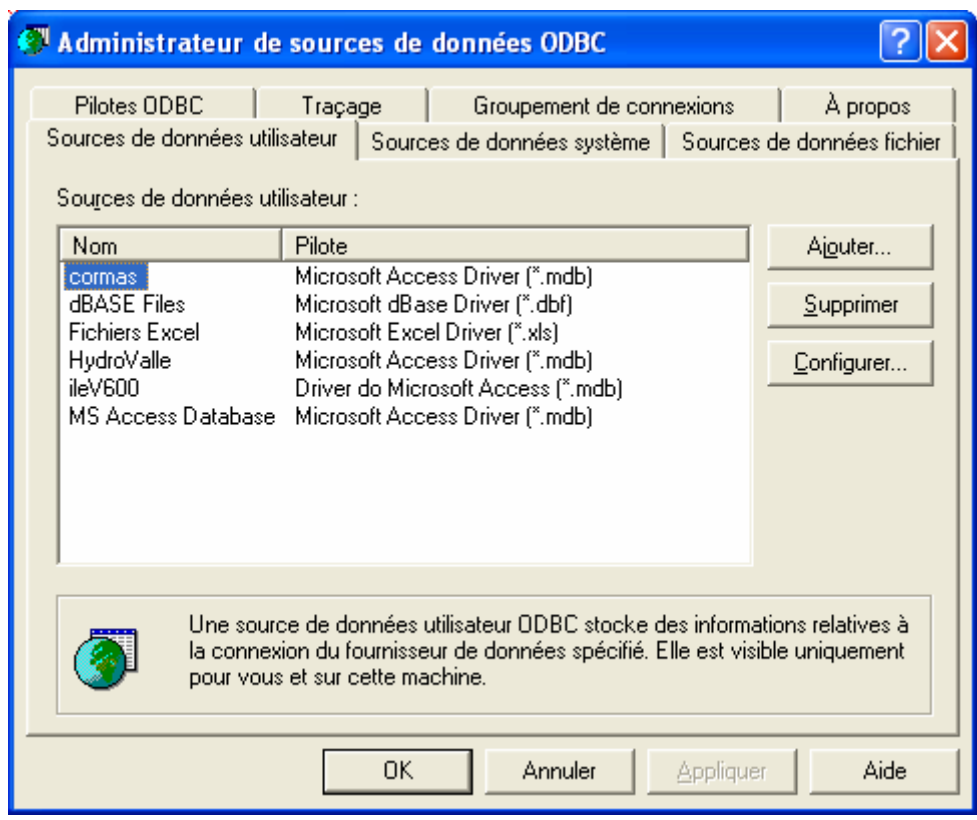 Administrateur de sources de données ODBC
Pilotes ODBC Traçage Groupement de connexions À propos
Sources de données utilisateur Sources de données système Sources de données fichier
Sources de données utilisateur :
Nom Pilote
cormas Microsoft Access Driver (*.mdb)
dBASE Files Microsoft dBase Driver (*.dbf)
Fichiers Excel Microsoft Excel Driver (*.xls)
HydroValle Microsoft Access Driver (*.mdb)
ileV600 Driver do Microsoft Access (*.mdb)
MS Access Database Microsoft Access Driver (*.mdb)
Ajouter...
Supprimer
Configurer...
Une source de données utilisateur ODBC stocke des informations relatives à
la connexion du fournisseur de données spécifié. Elle est visible uniquement
pour vous et sur cette machine.
OK Annuler Appliquer Aide